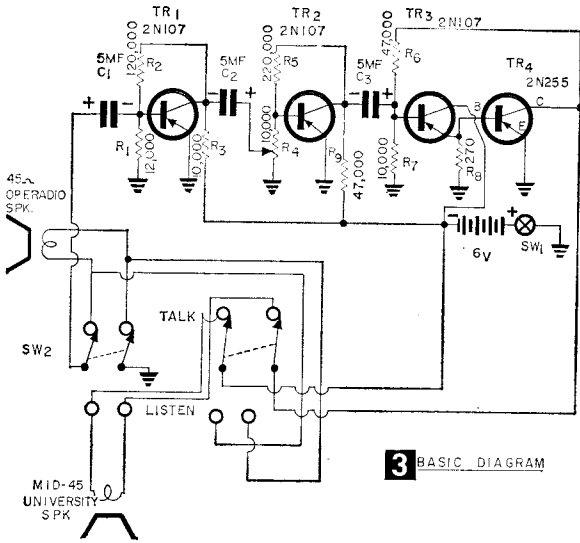 TR1
2N107
TR2
2N107
TR3
2N107
TR4
2N255
5MF
C1
+
-
120,000
R2
5MF
C2
-
+
220,000
R5
5MF
C3
-
+
47,000
R6
B
C
E
R1
12,000
10,000
R3
10,000
R4
R9
47,000
10,000
R7
270
R8
45Ω
OPERADIO
SPK.
-
+
6V
SW1
TALK
SW2
LISTEN
MID-45
UNIVERSITY
SPK
3 BASIC DIAGRAM